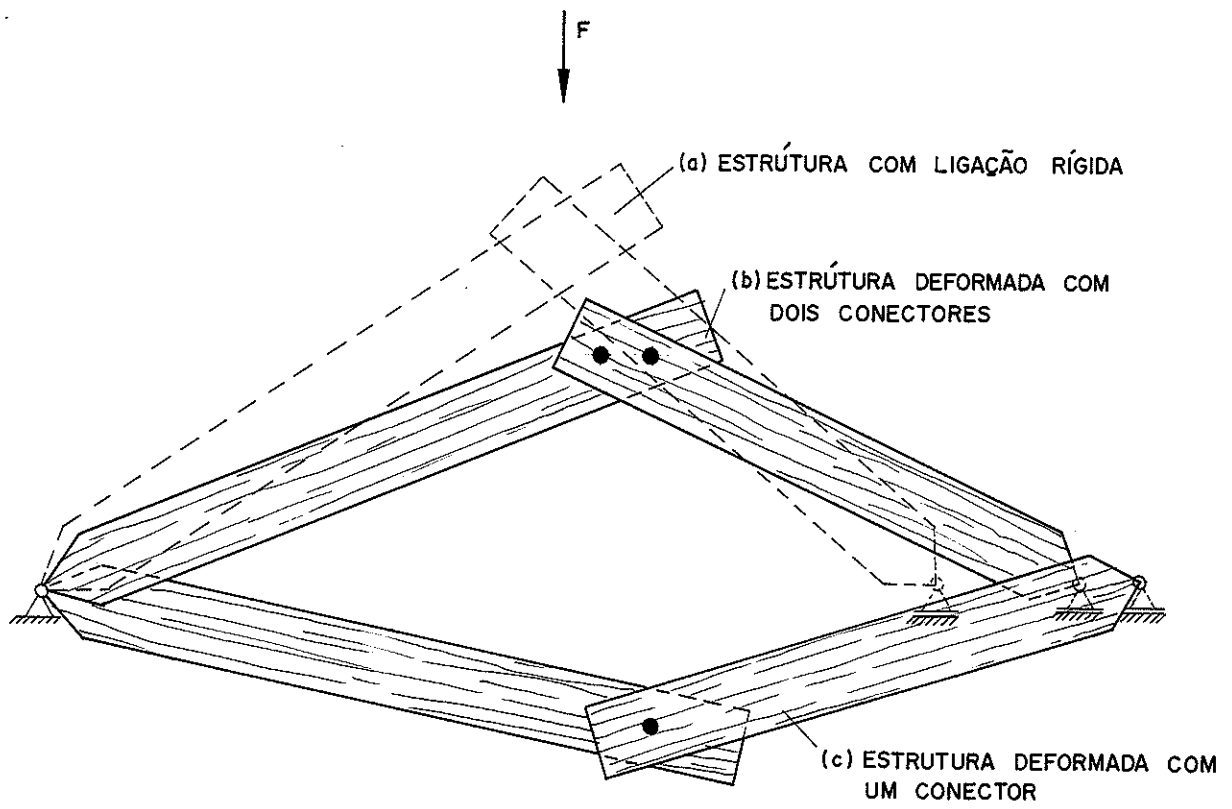 F
(a) ESTRÚTURA COM LIGAÇÃO RÍGIDA
(b) ESTRÚTURA DEFORMADA COM
DOIS CONECTORES
(c) ESTRUTURA DEFORMADA COM
UM CONECTOR